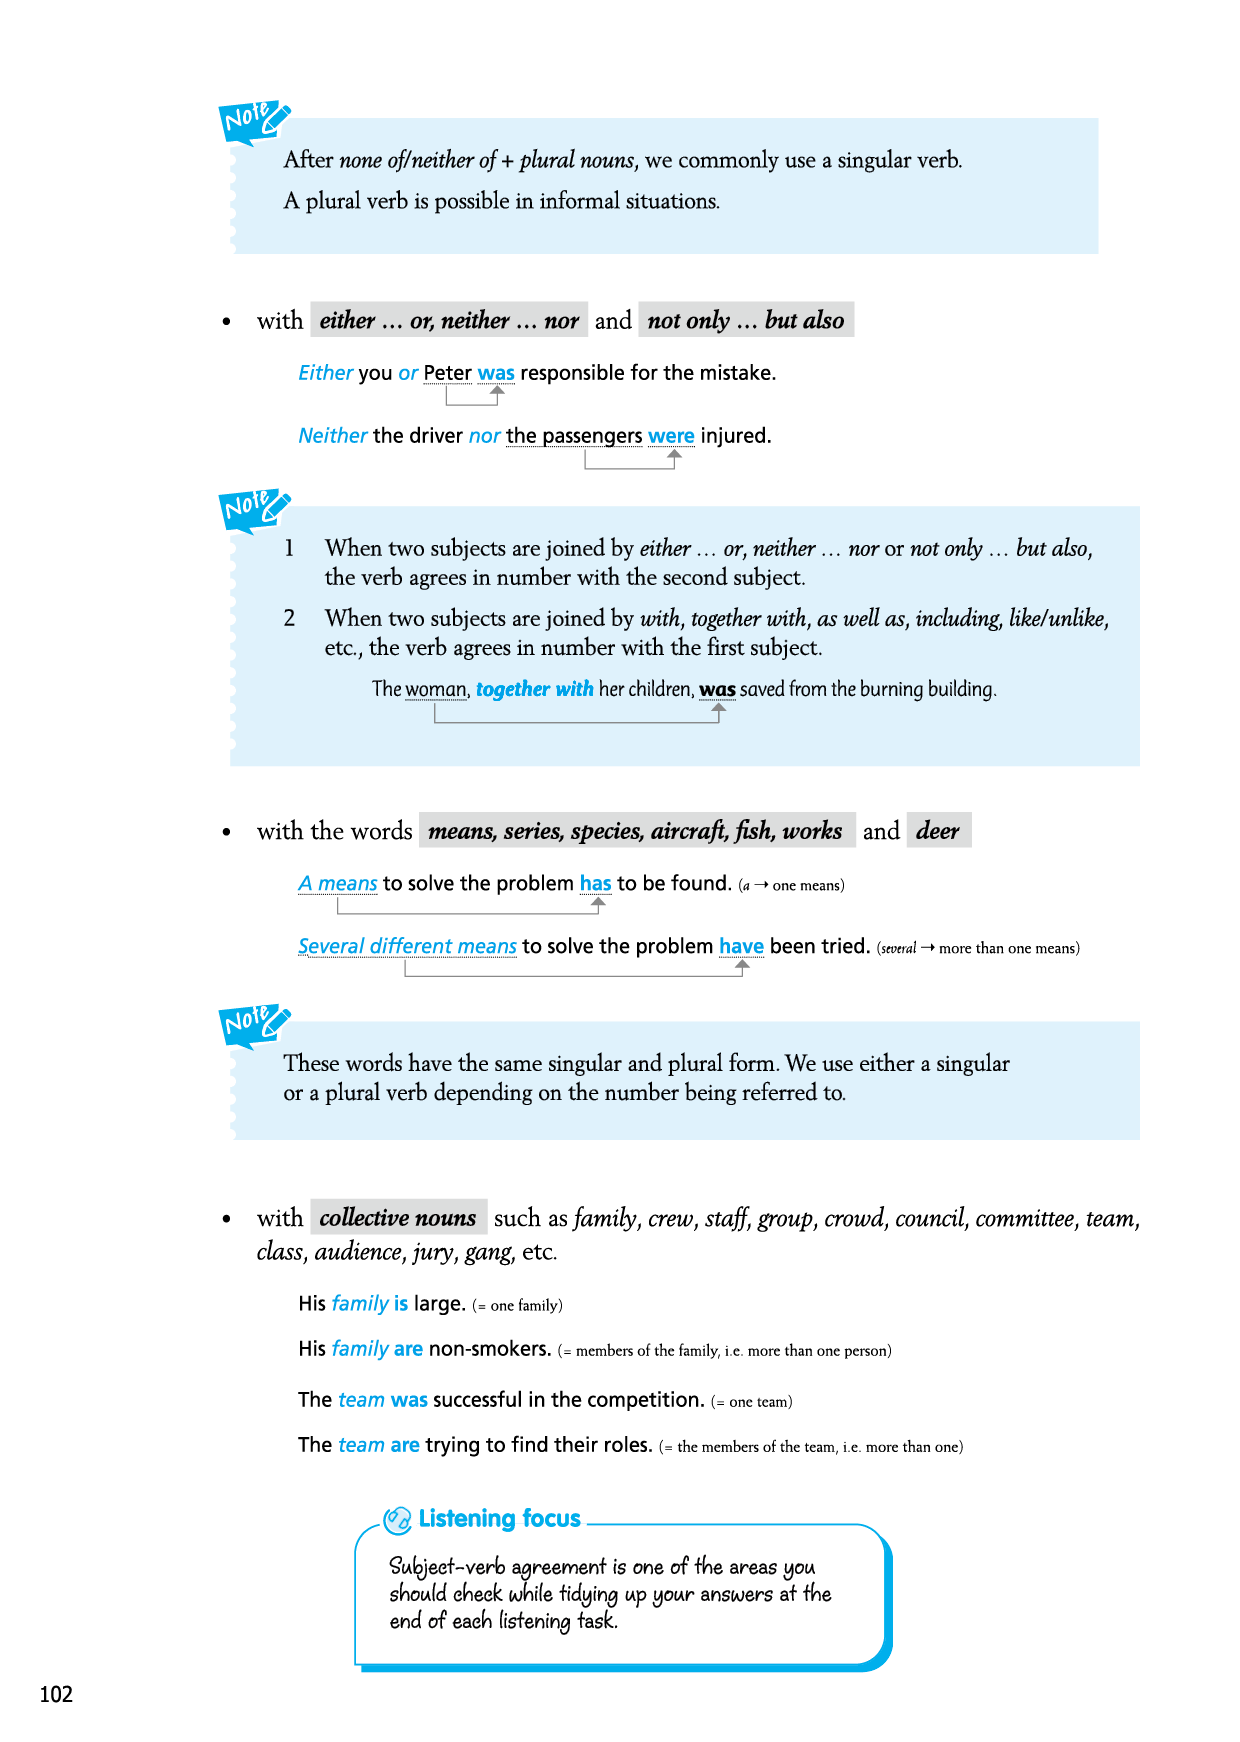 Note
After none of/neither of + plural nouns, we commonly use a singular verb.
A plural verb is possible in informal situations.
• with either … or, neither … nor and not only … but also
Either you or Peter was responsible for the mistake.
Neither the driver nor the passengers were injured.
Note
1 When two subjects are joined by either … or, neither … nor or not only … but also,
the verb agrees in number with the second subject.
2 When two subjects are joined by with, together with, as well as, including, like/unlike,
etc., the verb agrees in number with the first subject.
The woman, together with her children, was saved from the burning building.
• with the words means, series, species, aircraft, fish, works and deer
A means to solve the problem has to be found. (a → one means)
Several different means to solve the problem have been tried. (several → more than one means)
Note
These words have the same singular and plural form. We use either a singular
or a plural verb depending on the number being referred to.
• with collective nouns such as family, crew, staff, group, crowd, council, committee, team,
class, audience, jury, gang, etc.
His family is large. (= one family)
His family are non-smokers. (= members of the family, i.e. more than one person)
The team was successful in the competition. (= one team)
The team are trying to find their roles. (= the members of the team, i.e. more than one)
Listening focus
Subject-verb agreement is one of the areas you
should check while tidying up your answers at the
end of each listening task.
102